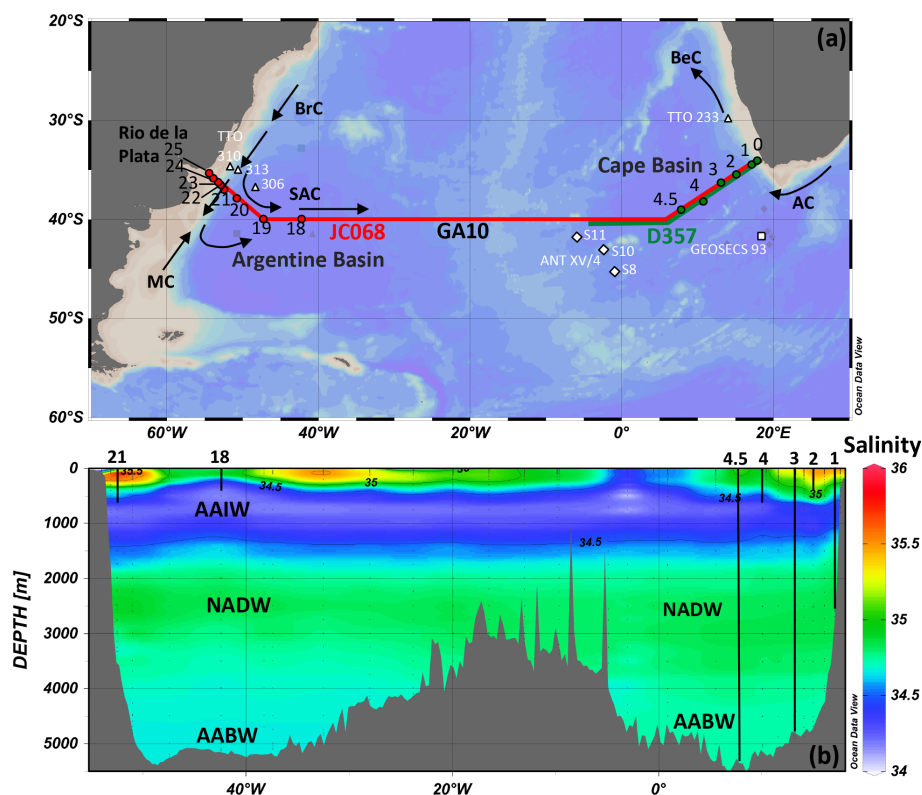 20°S
(a)
BeC
30°S
BrC
TTO 233
Rio de la
Plata
TTO
310
313
306
25
24
23
22
21
20
19
18
SAC
Cape Basin
0
1
2
3
4
4.5
AC
40°S
JC068
GA10
D357
S11
S10
S8
ANT XV/4
GEOSECS 93
Argentine Basin
MC
50°S
60°S
60°W
40°W
20°W
0°
20°E
Ocean Data View
21
18
4.5
4
3
2
1
Salinity
0
1000
2000
3000
4000
5000
DEPTH [m]
35.5
34.5
35
34.5
35
34.5
AAIW
NADW
NADW
AABW
AABW
(b)
40°W
20°W
0°
Ocean Data View
36
35.5
35
34.5
34